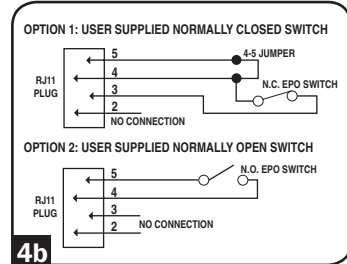 OPTION 1: USER SUPPLIED NORMALLY CLOSED SWITCH
5
4-5 JUMPER
4
N.C. EPO SWITCH
RJ11
PLUG
3
2
NO CONNECTION
OPTION 2: USER SUPPLIED NORMALLY OPEN SWITCH
5
N.O. EPO SWITCH
RJ11
PLUG
4
3
2
NO CONNECTION
4b